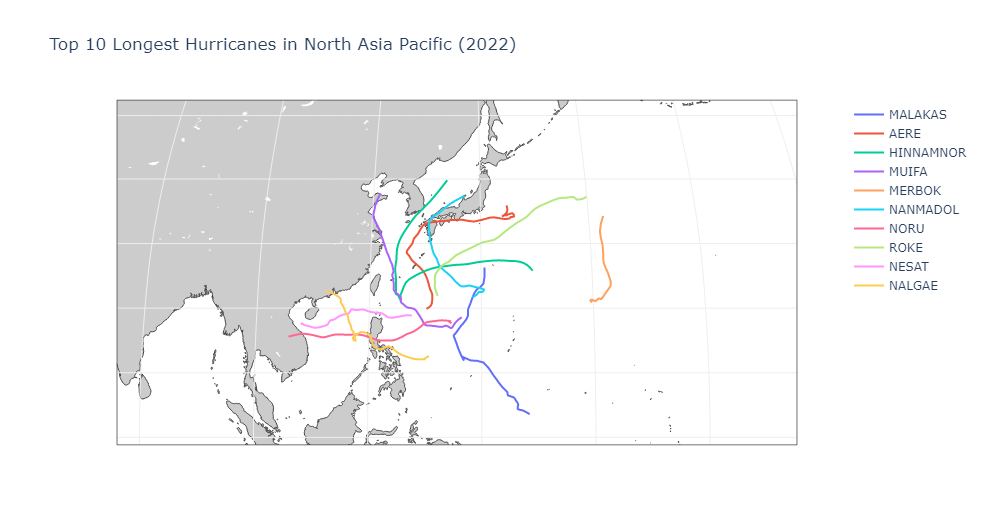 Top 10 Longest Hurricanes in North Asia Pacific (2022)
MALAKAS
AERE
HINNAMNOR
MUIFA
MERBOK
NANMADOL
NORU
ROKE
NESAT
NALGAE